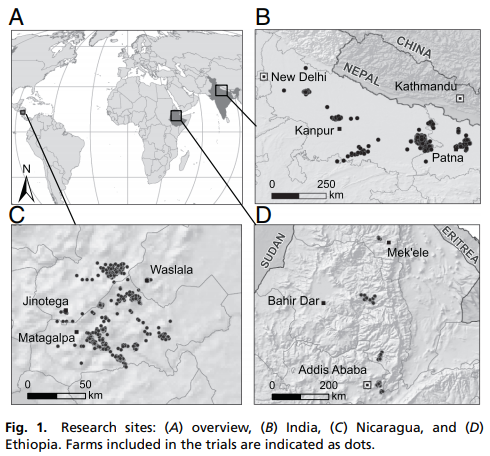 A
N
B
CHINA
NEPAL
New Delhi
Kathmandu
Kanpur
Patna
0 250
km
C
Waslala
Jinotega
Matagalpa
0 50
km
D
SUDAN
ERITREA
Mek'ele
Bahir Dar
Addis Ababa
0 200
km
Fig. 1. Research sites: (A) overview, (B) India, (C) Nicaragua, and (D)
Ethiopia. Farms included in the trials are indicated as dots.